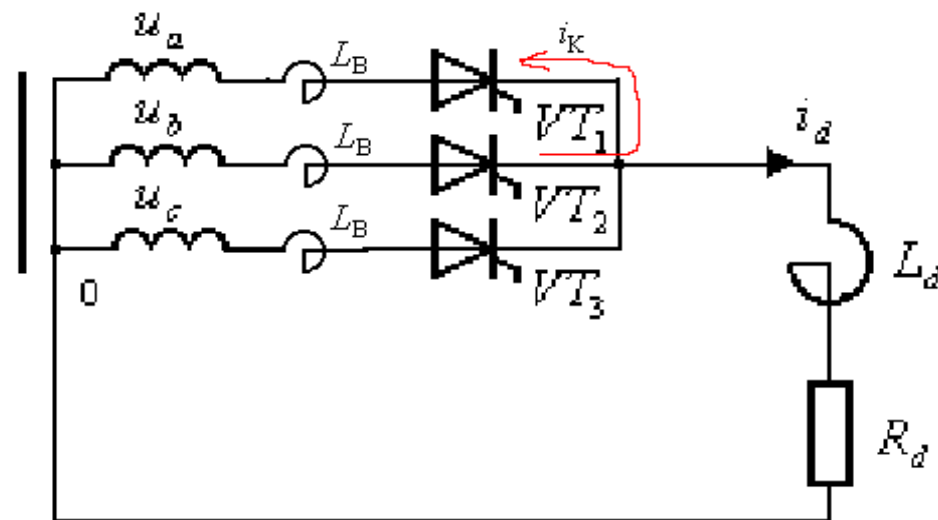 u_a L_B i_K
VT_1 i_d
u_b L_B
VT_2
u_c L_B
L_d
0 VT_3
R_d